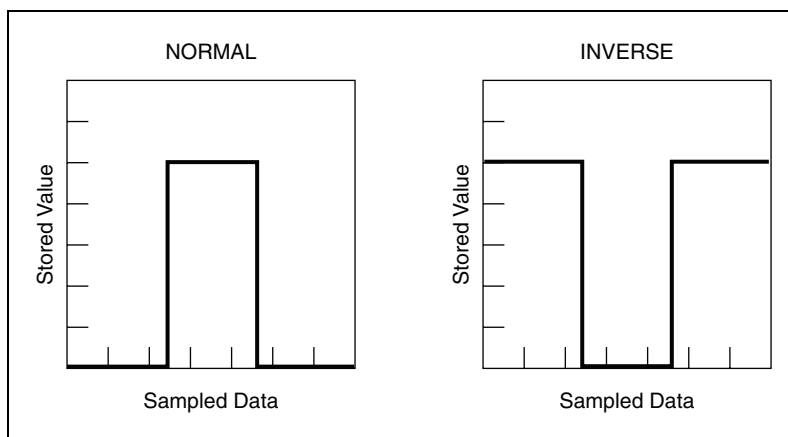 NORMAL
Stored Value
Sampled Data
INVERSE
Stored Value
Sampled Data